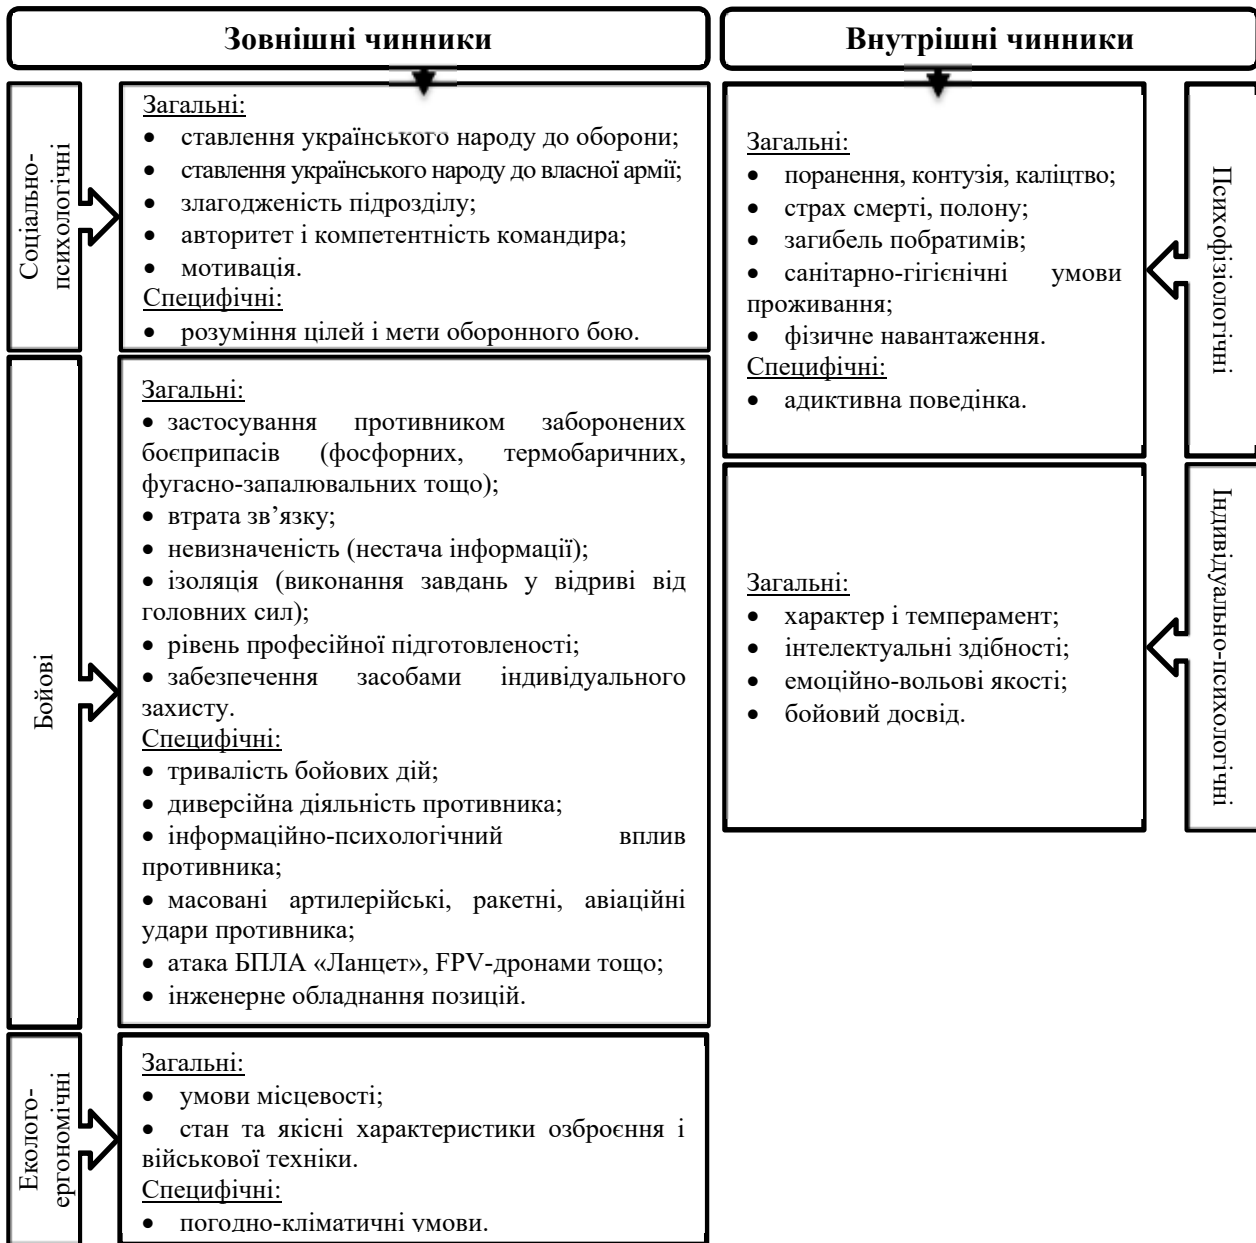 Зовнішні чинники
Соціально-
психологічні
Загальні:
• ставлення українського народу до оборони;
• ставлення українського народу до власної армії;
• злагодженість підрозділу;
• авторитет і компетентність командира;
• мотивація.
Специфічні:
• розуміння цілей і мети оборонного бою.
Бойові
Загальні:
• застосування противником заборонених
боєприпасів (фосфорних, термобаричних,
фугасно-запалювальних тощо);
• втрата зв’язку;
• невизначеність (нестача інформації);
• ізоляція (виконання завдань у відриві від
головних сил);
• рівень професійної підготовленості;
• забезпечення засобами індивідуального
захисту.
Специфічні:
• тривалість бойових дій;
• диверсійна діяльність противника;
• інформаційно-психологічний вплив
противника;
• масовані артилерійські, ракетні, авіаційні
удари противника;
• атака БПЛА «Ланцет», FPV-дронами тощо;
• інженерне обладнання позицій.
Еколого-
ергономічні
Загальні:
• умови місцевості;
• стан та якісні характеристики озброєння і
військової техніки.
Специфічні:
• погодно-кліматичні умови.
Внутрішні чинники
Загальні:
• поранення, контузія, каліцтво;
• страх смерті, полону;
• загибель побратимів;
• санітарно-гігієнічні умови
проживання;
• фізичне навантаження.
Специфічні:
• адиктивна поведінка.
Психофізіологічні
Загальні:
• характер і темперамент;
• інтелектуальні здібності;
• емоційно-вольові якості;
• бойовий досвід.
Індивідуально-психологічні